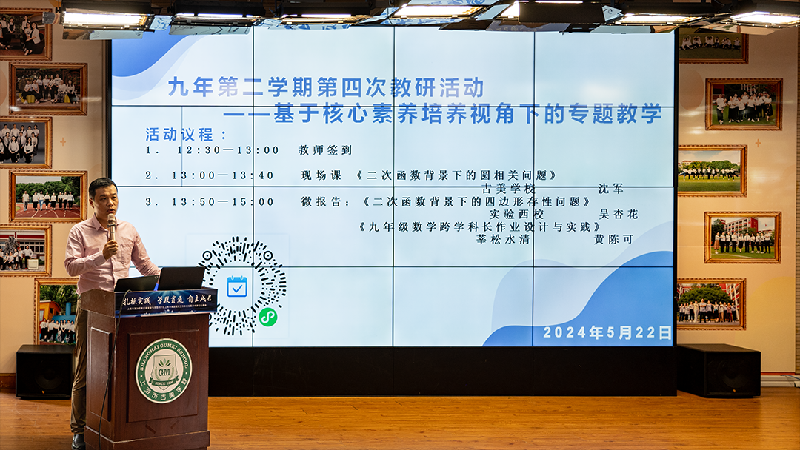 九年第二学期第四次教研活动
——基于核心素养培养视角下的专题教学
活动议程：
1. 12:30—13:00 教师签到
2. 13:00—13:40 现场课 《二次函数背景下的圆相关问题》
古美学校 沈军
3. 13:50-15:00 微报告：《二次函数背景下的四边形存性问题》
实验西校 吴杏花
《九年级数学跨学科长作业设计与实践》
莘松水清 黄陈可
2024年5月22日